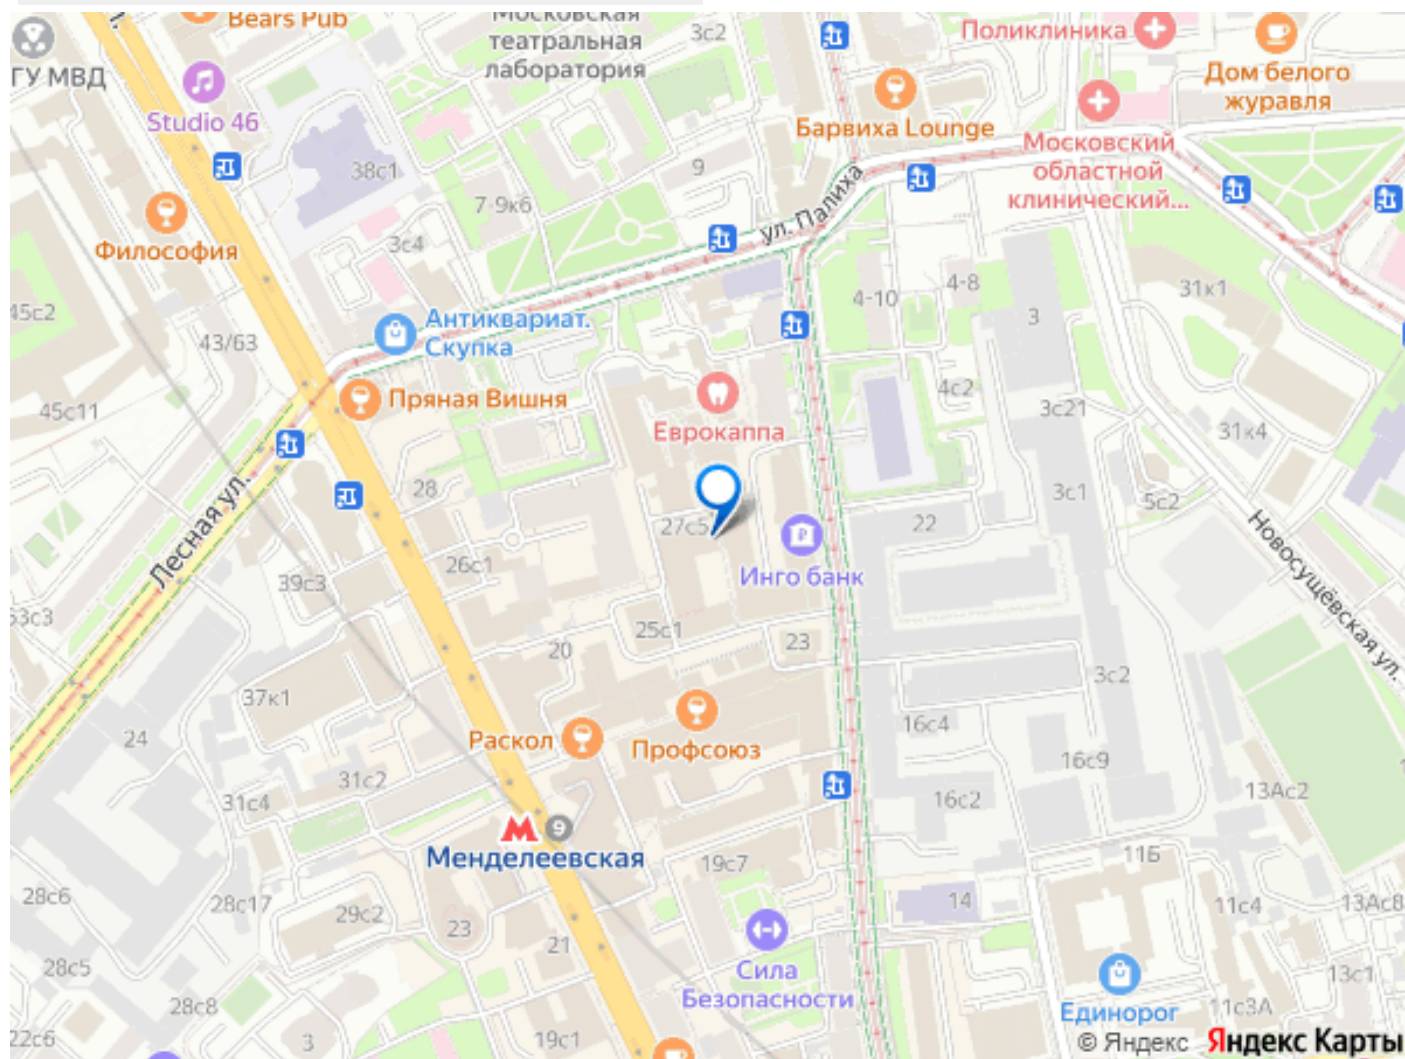 Bears Pub
Московская
театральная
лаборатория
3с2
Поликлиника
ГУ МВД
Дом белого
журавля
Studio 46
Барвиха Lounge
Московский
областной
клинический...
38с1
9
7-9к6
ул. Палиха
Философия
3с4
45с2
4-10
4-8
31к1
3
Антиквариат.
Скупка
43/63
4с2
45с11
Пряная Вишня
3с21
Еврокаппа
31к4
28
3с1
5с2
Лесная ул.
27с5
22
Новосущёвская ул.
26с1
Инго банк
39с3
25с1
23
20
3с2
37к1
16с4
24
Раскол
Профсоюз
31с2
16с9
31с4
16с2
13Ас2
М
9
Менделеевская
19с7
11Б
28с6
28с17
29с2
14
11с4
13Ас8
23
21
28с5
Сила
Безопасности
13с1
28с8
Единорог
11с3А
22с6
3
19с1
© Яндекс Яндекс Карты